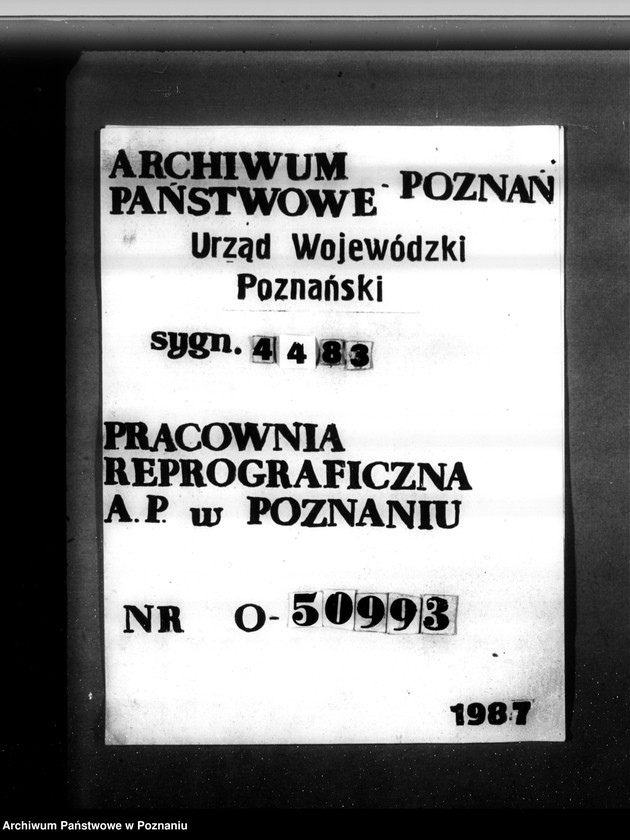 ARCHIWUM
PAŃSTWOWE - POZNAŃ
Urząd Wojewódzki
Poznański
sygn. 4483
PRACOWNIA
REPROGRAFICZNA
A.P. w POZNANIU
NR O-50993
1987
Archiwum Państwowe w Poznaniu